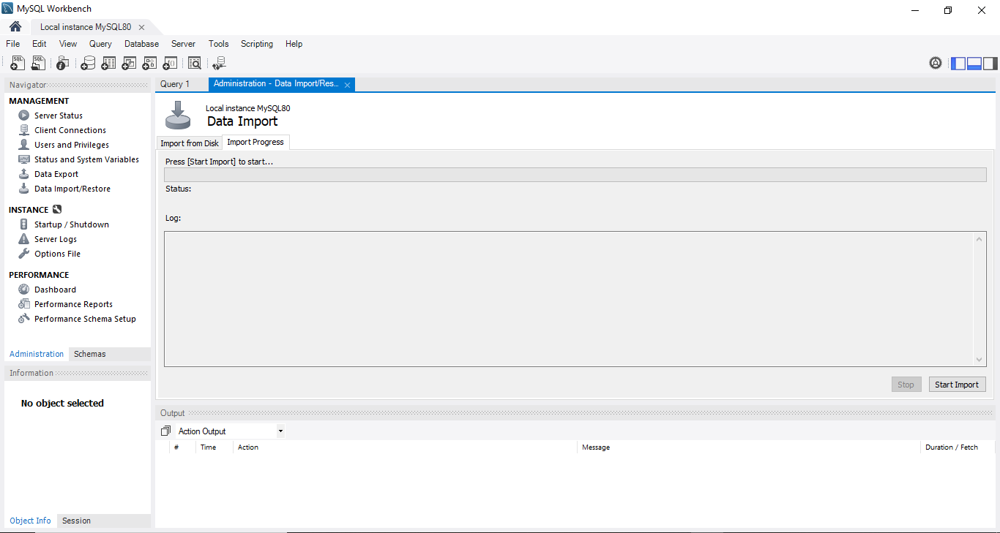 MySQL Workbench
Local instance MySQL80
File Edit View Query Database Server Tools Scripting Help
Navigator
MANAGEMENT
Server Status
Client Connections
Users and Privileges
Status and System Variables
Data Export
Data Import/Restore
INSTANCE
Startup / Shutdown
Server Logs
Options File
PERFORMANCE
Dashboard
Performance Reports
Performance Schema Setup
Administration Schemas
Information
No object selected
Object Info Session
Query 1 Administration - Data Import/Res...
Local instance MySQL80
Data Import
Import from Disk Import Progress
Press [Start Import] to start...
Status:
Log:
Stop Start Import
Output
Action Output
# Time Action Message Duration / Fetch